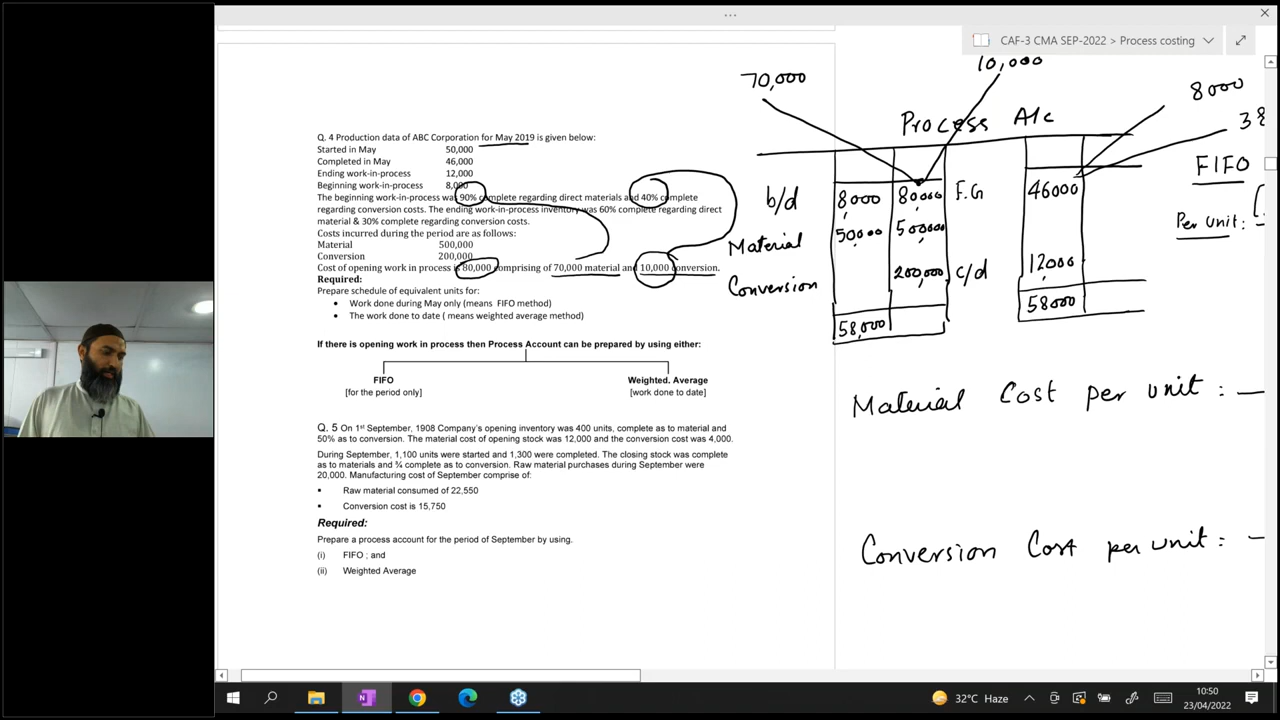 CAF-3 CMA SEP-2022 > Process costing
70,000
10,000
8000
Process A/c
FIFO
Per unit:
b/d 8000 80000 F.G 46000
Material 50000 500000
Conversion 200,000 c/d 12000
58,000 58000
Material Cost per unit :
Conversion Cost per unit :
Q. 4 Production data of ABC Corporation for May 2019 is given below:
Started in May 50,000
Completed in May 46,000
Ending work-in-process 12,000
Beginning work-in-process 8,000
The beginning work-in-process was 90% complete regarding direct materials and 40% complete
regarding conversion costs. The ending work-in-process inventory was 60% complete regarding direct
material & 30% complete regarding conversion costs.
Costs incurred during the period are as follows:
Material 500,000
Conversion 200,000
Cost of opening work in process is 80,000 comprising of 70,000 material and 10,000 conversion.
Required:
Prepare schedule of equivalent units for:
• Work done during May only (means FIFO method)
• The work done to date ( means weighted average method)
If there is opening work in process then Process Account can be prepared by using either:
FIFO Weighted. Average
[for the period only] [work done to date]
Q. 5 On 1st September, 1908 Company's opening inventory was 400 units, complete as to material and
50% as to conversion. The material cost of opening stock was 12,000 and the conversion cost was 4,000.
During September, 1,100 units were started and 1,300 were completed. The closing stock was complete
as to materials and ¾ complete as to conversion. Raw material purchases during September were
20,000. Manufacturing cost of September comprise of:
▪ Raw material consumed of 22,550
▪ Conversion cost is 15,750
Required:
Prepare a process account for the period of September by using.
(i) FIFO ; and
(ii) Weighted Average
32°C Haze
10:50
23/04/2022